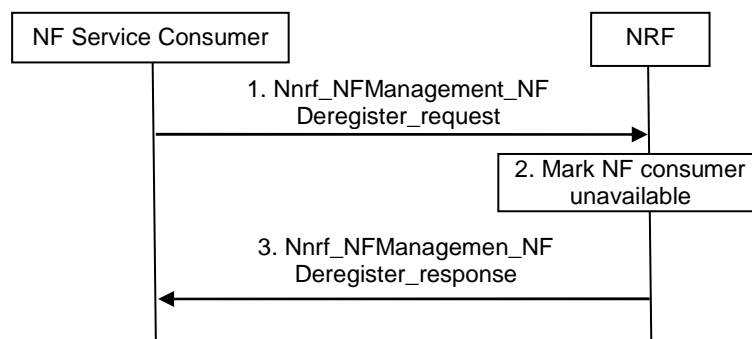 NF Service Consumer
NRF
1. Nnrf_NFManagement_NF
Deregister_request
2. Mark NF consumer
unavailable
3. Nnrf_NFManagemen_NF
Deregister_response